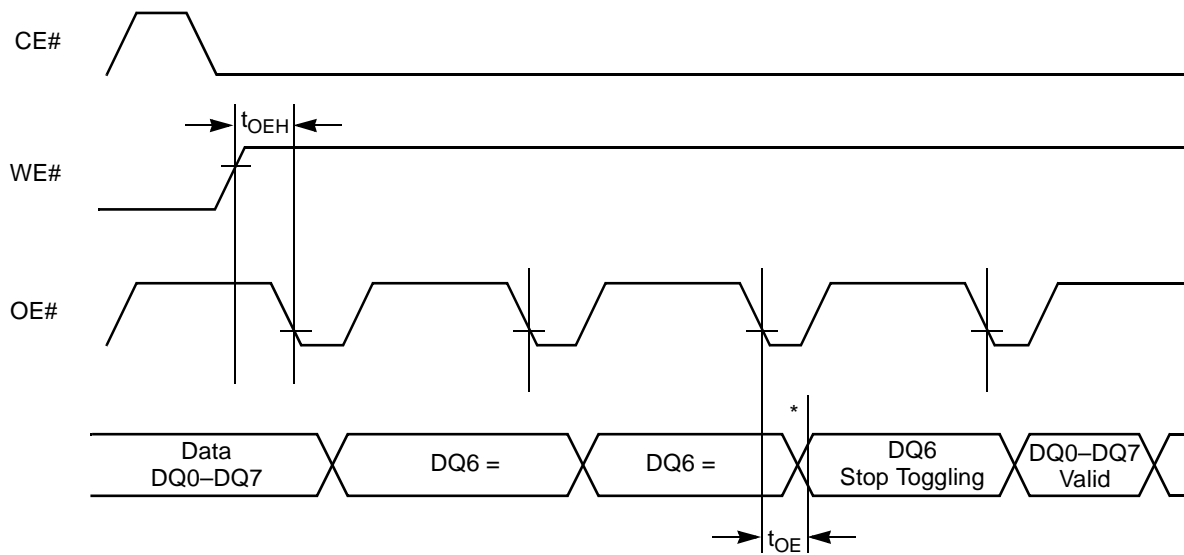 CE#
tOEH
WE#
OE#
*
Data
DQ0–DQ7
DQ6 =
DQ6 =
DQ6
Stop Toggling
DQ0–DQ7
Valid
tOE